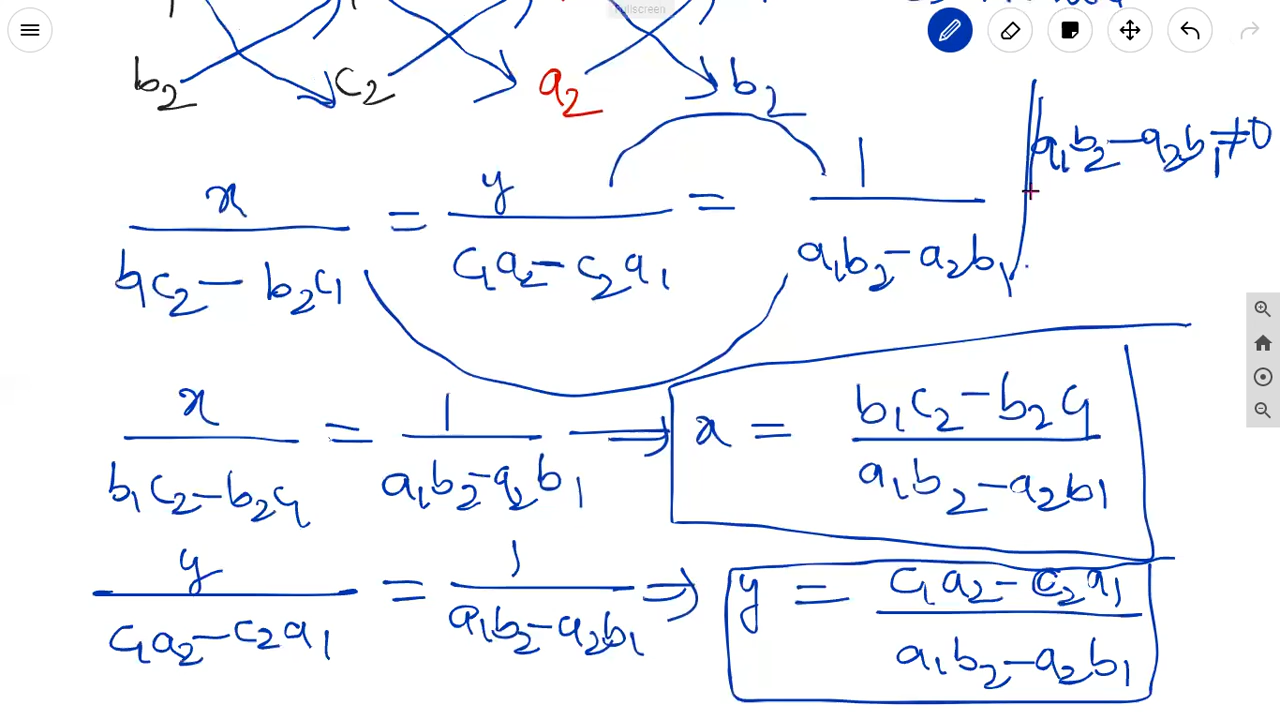 Fullscreen
b₂ c₂ a₂ b₂
a₁b₂ − a₂b₁ ≠ 0
x/(b₁c₂ − b₂c₁) = y/(c₁a₂ − c₂a₁) = 1/(a₁b₂ − a₂b₁)
x/(b₁c₂ − b₂c₁) = 1/(a₁b₂ − a₂b₁) ⇒ x = (b₁c₂ − b₂c₁)/(a₁b₂ − a₂b₁)
y/(c₁a₂ − c₂a₁) = 1/(a₁b₂ − a₂b₁) ⇒ y = (c₁a₂ − c₂a₁)/(a₁b₂ − a₂b₁)